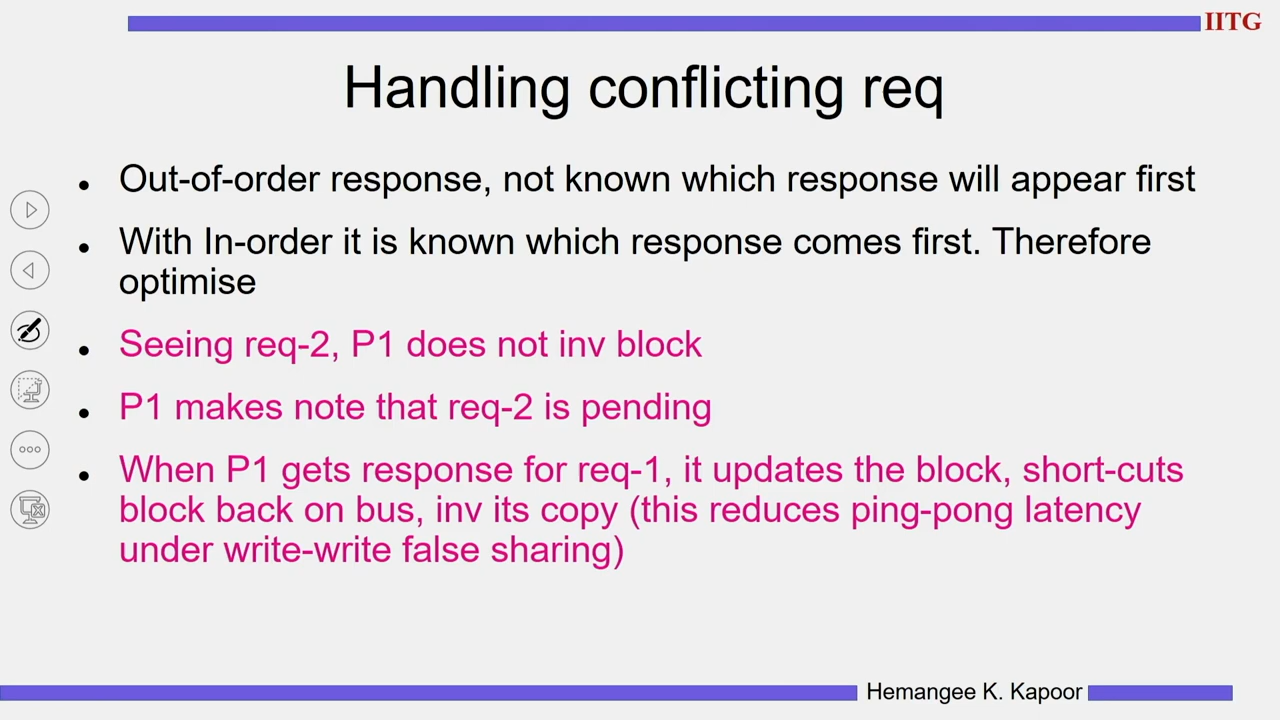 IITG
Handling conflicting req
• Out-of-order response, not known which response will appear first
• With In-order it is known which response comes first. Therefore
optimise
• Seeing req-2, P1 does not inv block
• P1 makes note that req-2 is pending
• When P1 gets response for req-1, it updates the block, short-cuts
block back on bus, inv its copy (this reduces ping-pong latency
under write-write false sharing)
Hemangee K. Kapoor